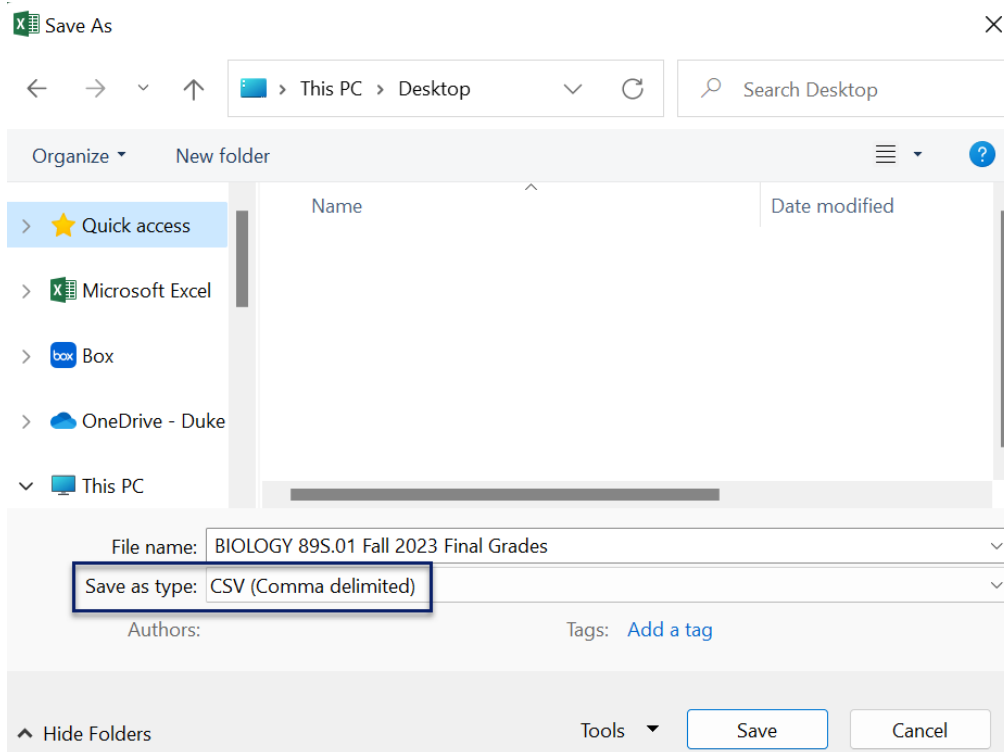 Save As
This PC > Desktop
Search Desktop
Organize
New folder
?
Name
Date modified
Quick access
Microsoft Excel
box Box
OneDrive - Duke
This PC
File name: BIOLOGY 89S.01 Fall 2023 Final Grades
Save as type: CSV (Comma delimited)
Authors:
Tags: Add a tag
Hide Folders
Tools
Save
Cancel